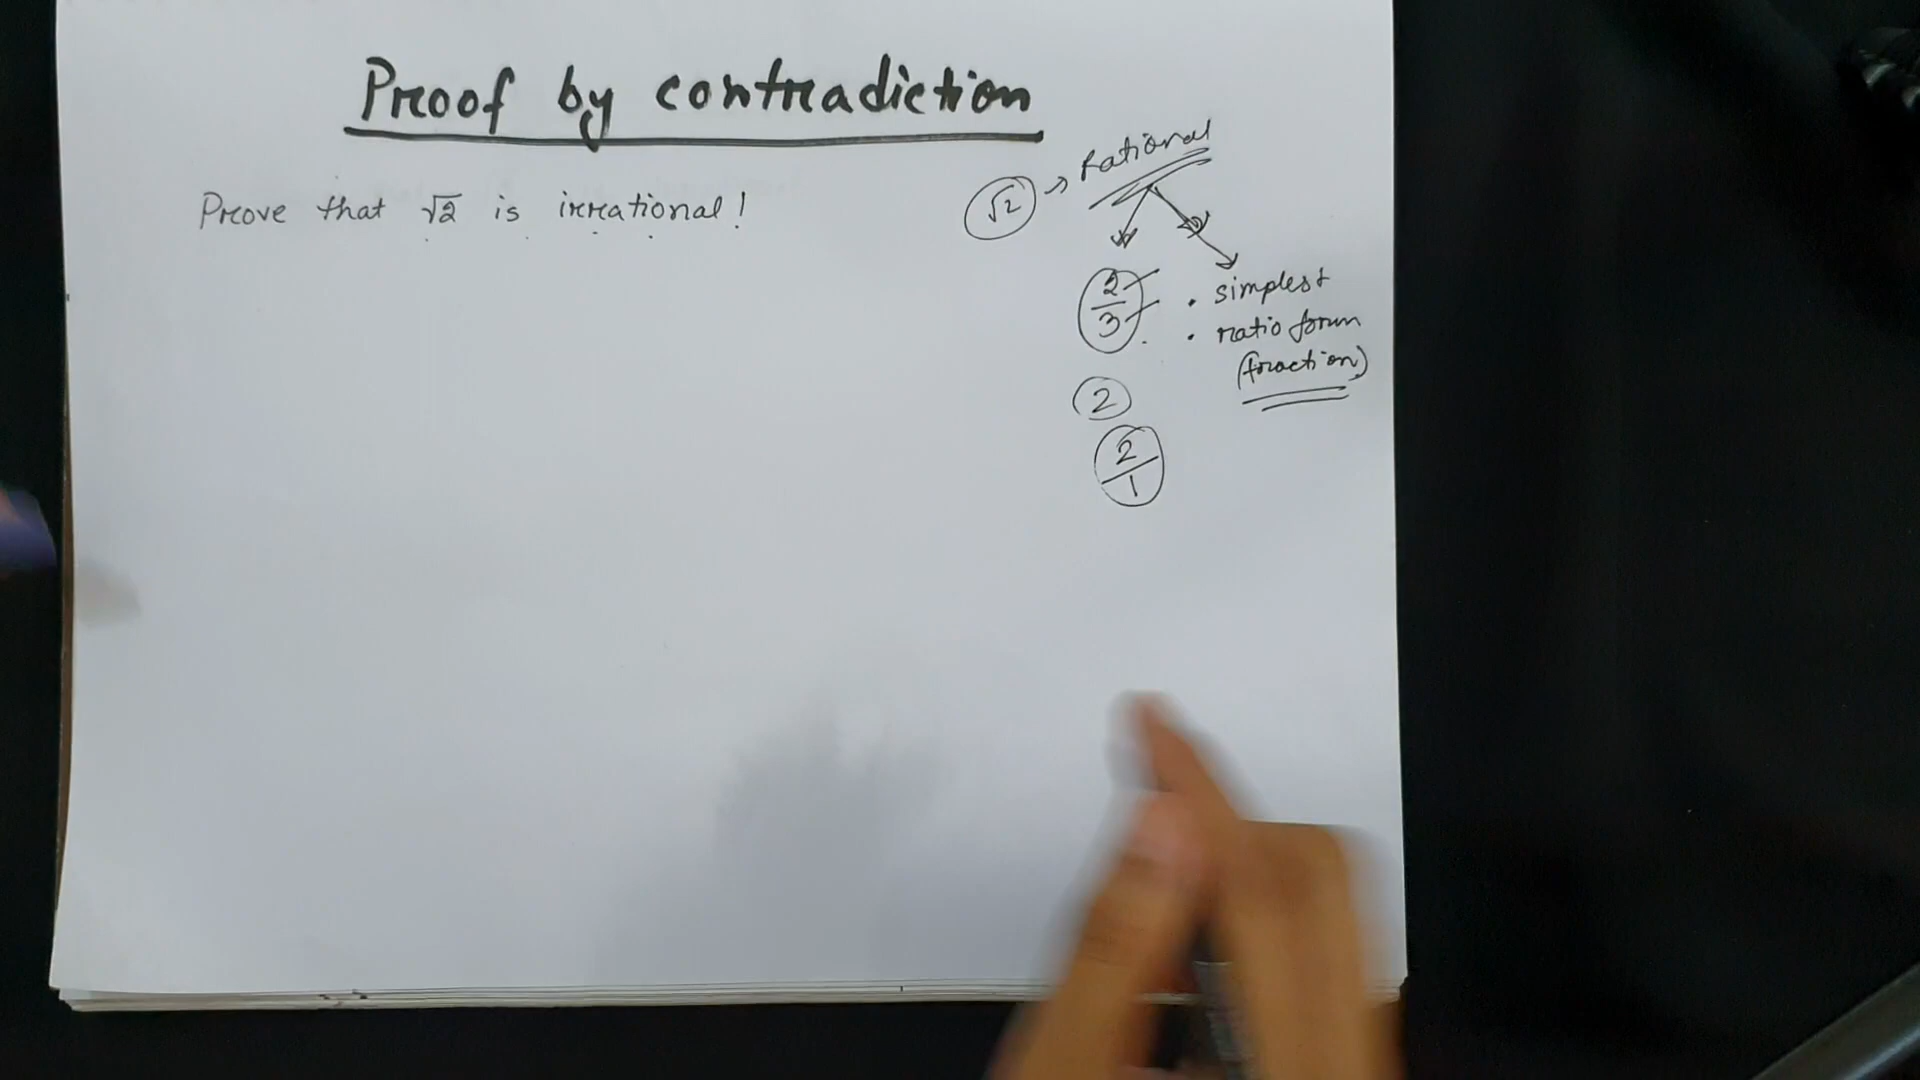 Proof by contradiction
Prove that √2 is irrational!
√2 → Rational
2/3
• simplest
• ratio form
(fraction)
2
2/1